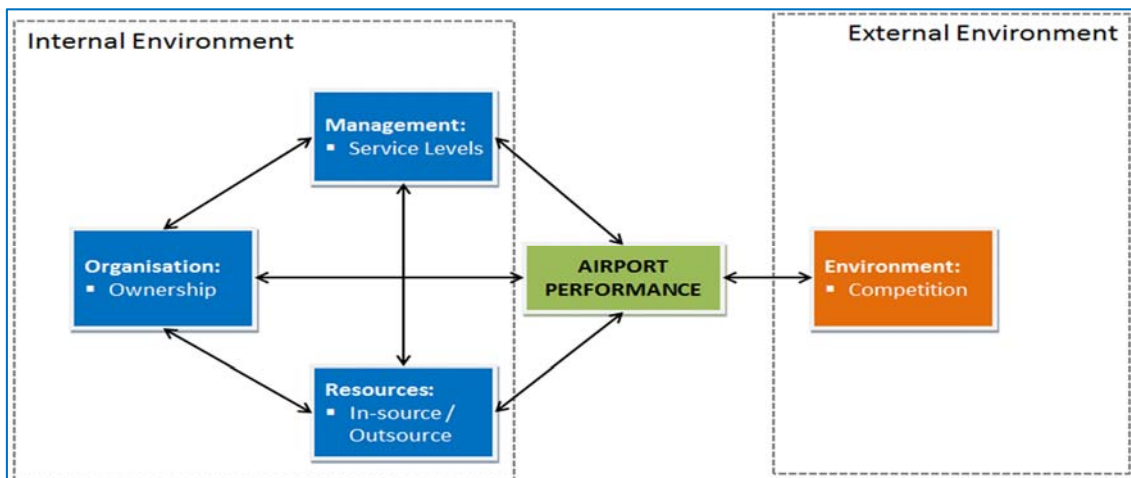 Internal Environment
External Environment
Management:
▪ Service Levels
Organisation:
▪ Ownership
AIRPORT
PERFORMANCE
Environment:
▪ Competition
Resources:
▪ In-source /
Outsource